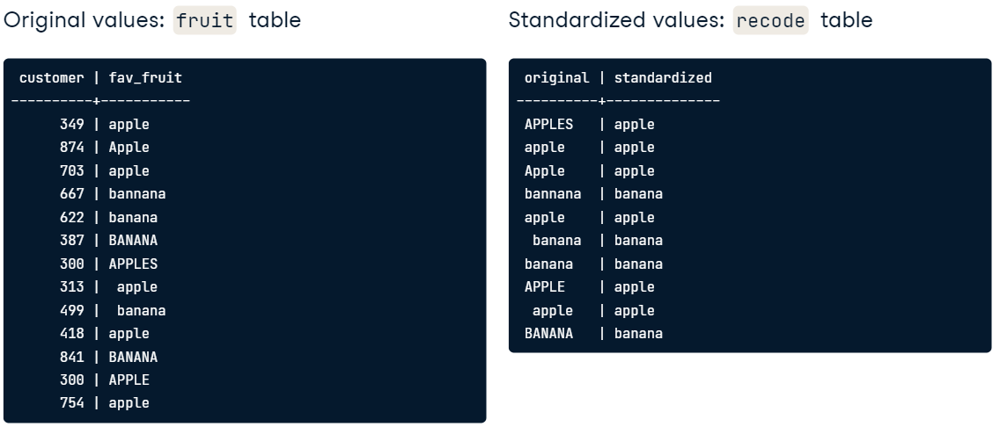 Original values: fruit table
customer | fav_fruit
----------+-----------
349 | apple
874 | Apple
703 | apple
667 | bannana
622 | banana
387 | BANANA
300 | APPLES
313 |  apple
499 |  banana
418 | apple
841 | BANANA
300 | APPLE
754 | apple
Standardized values: recode table
original | standardized
----------+--------------
APPLES | apple
apple | apple
Apple | apple
bannana | banana
apple | apple
 banana | banana
banana | banana
APPLE | apple
 apple | apple
BANANA | banana